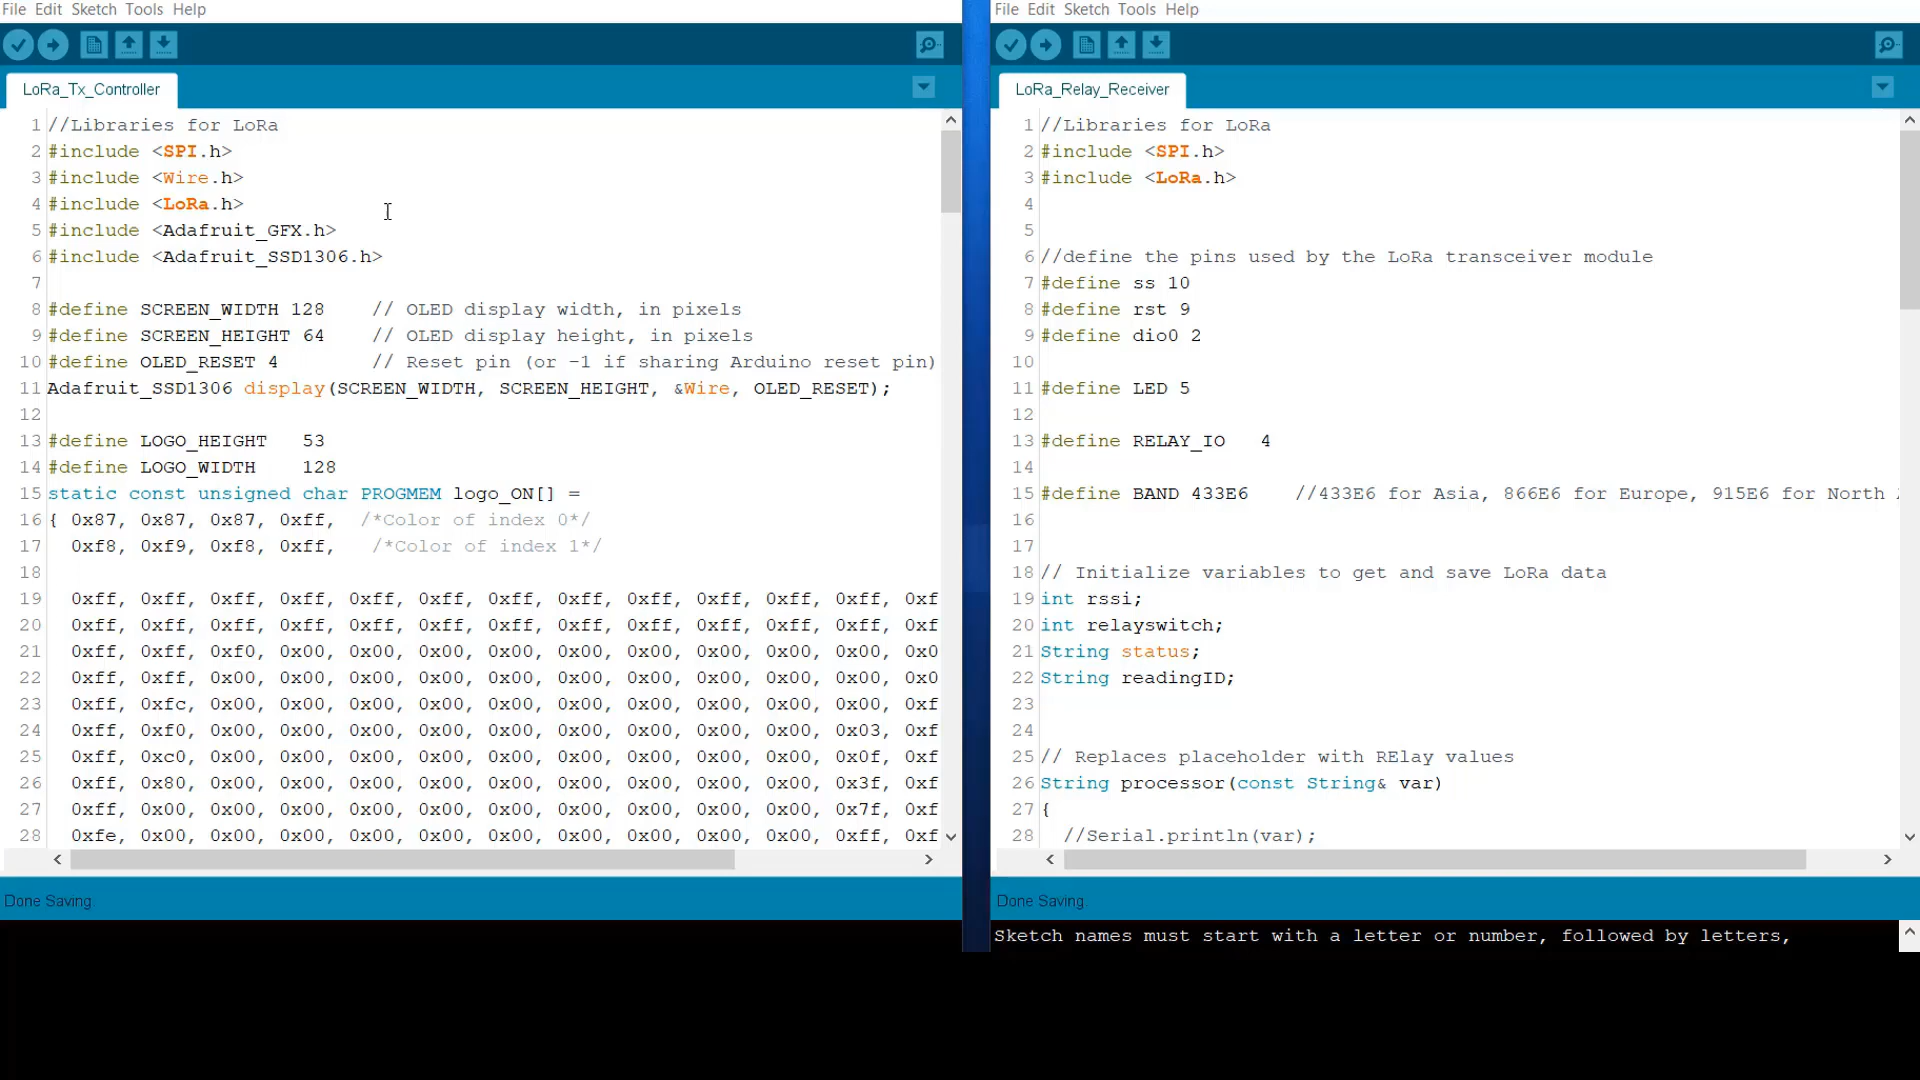 File Edit Sketch Tools Help
LoRa_Tx_Controller
1 //Libraries for LoRa
2 #include <SPI.h>
3 #include <Wire.h>
4 #include <LoRa.h>
5 #include <Adafruit_GFX.h>
6 #include <Adafruit_SSD1306.h>
7
8 #define SCREEN_WIDTH 128    // OLED display width, in pixels
9 #define SCREEN_HEIGHT 64    // OLED display height, in pixels
10 #define OLED_RESET 4        // Reset pin (or -1 if sharing Arduino reset pin)
11 Adafruit_SSD1306 display(SCREEN_WIDTH, SCREEN_HEIGHT, &Wire, OLED_RESET);
12
13 #define LOGO_HEIGHT   53
14 #define LOGO_WIDTH    128
15 static const unsigned char PROGMEM logo_ON[] =
16 { 0x87, 0x87, 0x87, 0xff,  /*Color of index 0*/
17   0xf8, 0xf9, 0xf8, 0xff,   /*Color of index 1*/
18
19   0xff, 0xff, 0xff, 0xff, 0xff, 0xff, 0xff, 0xff, 0xff, 0xff, 0xff, 0xff, 0xf
20   0xff, 0xff, 0xff, 0xff, 0xff, 0xff, 0xff, 0xff, 0xff, 0xff, 0xff, 0xff, 0xf
21   0xff, 0xff, 0xf0, 0x00, 0x00, 0x00, 0x00, 0x00, 0x00, 0x00, 0x00, 0x00, 0x0
22   0xff, 0xff, 0x00, 0x00, 0x00, 0x00, 0x00, 0x00, 0x00, 0x00, 0x00, 0x00, 0x0
23   0xff, 0xfc, 0x00, 0x00, 0x00, 0x00, 0x00, 0x00, 0x00, 0x00, 0x00, 0x00, 0xf
24   0xff, 0xf0, 0x00, 0x00, 0x00, 0x00, 0x00, 0x00, 0x00, 0x00, 0x00, 0x03, 0xf
25   0xff, 0xc0, 0x00, 0x00, 0x00, 0x00, 0x00, 0x00, 0x00, 0x00, 0x00, 0x0f, 0xf
26   0xff, 0x80, 0x00, 0x00, 0x00, 0x00, 0x00, 0x00, 0x00, 0x00, 0x00, 0x3f, 0xf
27   0xff, 0x00, 0x00, 0x00, 0x00, 0x00, 0x00, 0x00, 0x00, 0x00, 0x00, 0x7f, 0xf
28   0xfe, 0x00, 0x00, 0x00, 0x00, 0x00, 0x00, 0x00, 0x00, 0x00, 0x00, 0xff, 0xf
Done Saving
File Edit Sketch Tools Help
LoRa_Relay_Receiver
1 //Libraries for LoRa
2 #include <SPI.h>
3 #include <LoRa.h>
4
5
6 //define the pins used by the LoRa transceiver module
7 #define ss 10
8 #define rst 9
9 #define dio0 2
10
11 #define LED 5
12
13 #define RELAY_IO   4
14
15 #define BAND 433E6    //433E6 for Asia, 866E6 for Europe, 915E6 for North
16
17
18 // Initialize variables to get and save LoRa data
19 int rssi;
20 int relayswitch;
21 String status;
22 String readingID;
23
24
25 // Replaces placeholder with RElay values
26 String processor(const String& var)
27 {
28   //Serial.println(var);
Done Saving
Sketch names must start with a letter or number, followed by letters,